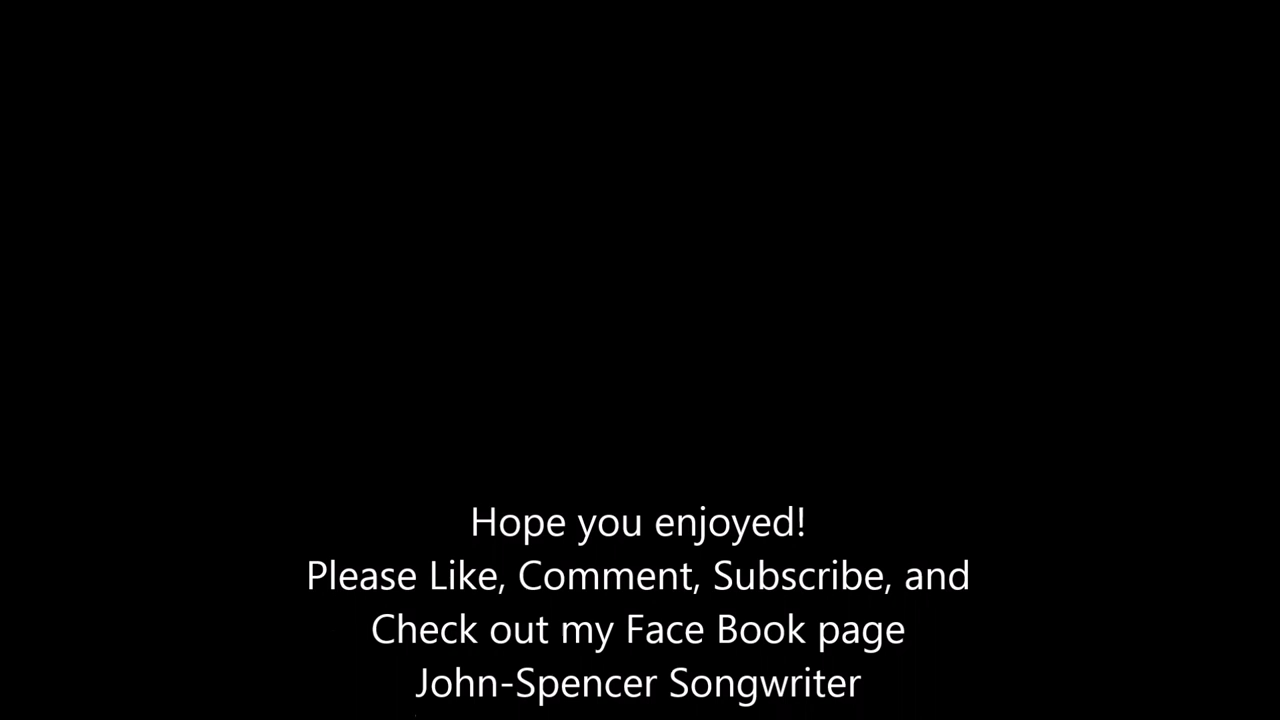 Hope you enjoyed!
Please Like, Comment, Subscribe, and
Check out my Face Book page
John-Spencer Songwriter